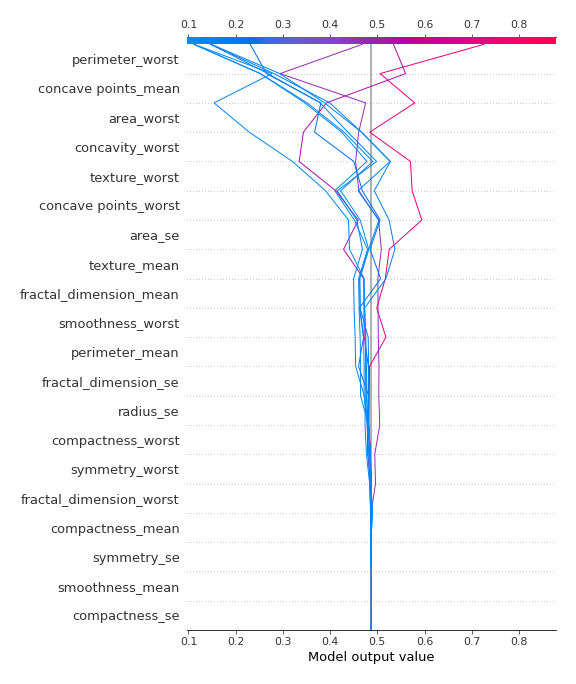 0.1 0.2 0.3 0.4 0.5 0.6 0.7 0.8
perimeter_worst
concave points_mean
area_worst
concavity_worst
texture_worst
concave points_worst
area_se
texture_mean
fractal_dimension_mean
smoothness_worst
perimeter_mean
fractal_dimension_se
radius_se
compactness_worst
symmetry_worst
fractal_dimension_worst
compactness_mean
symmetry_se
smoothness_mean
compactness_se
0.1 0.2 0.3 0.4 0.5 0.6 0.7 0.8
Model output value